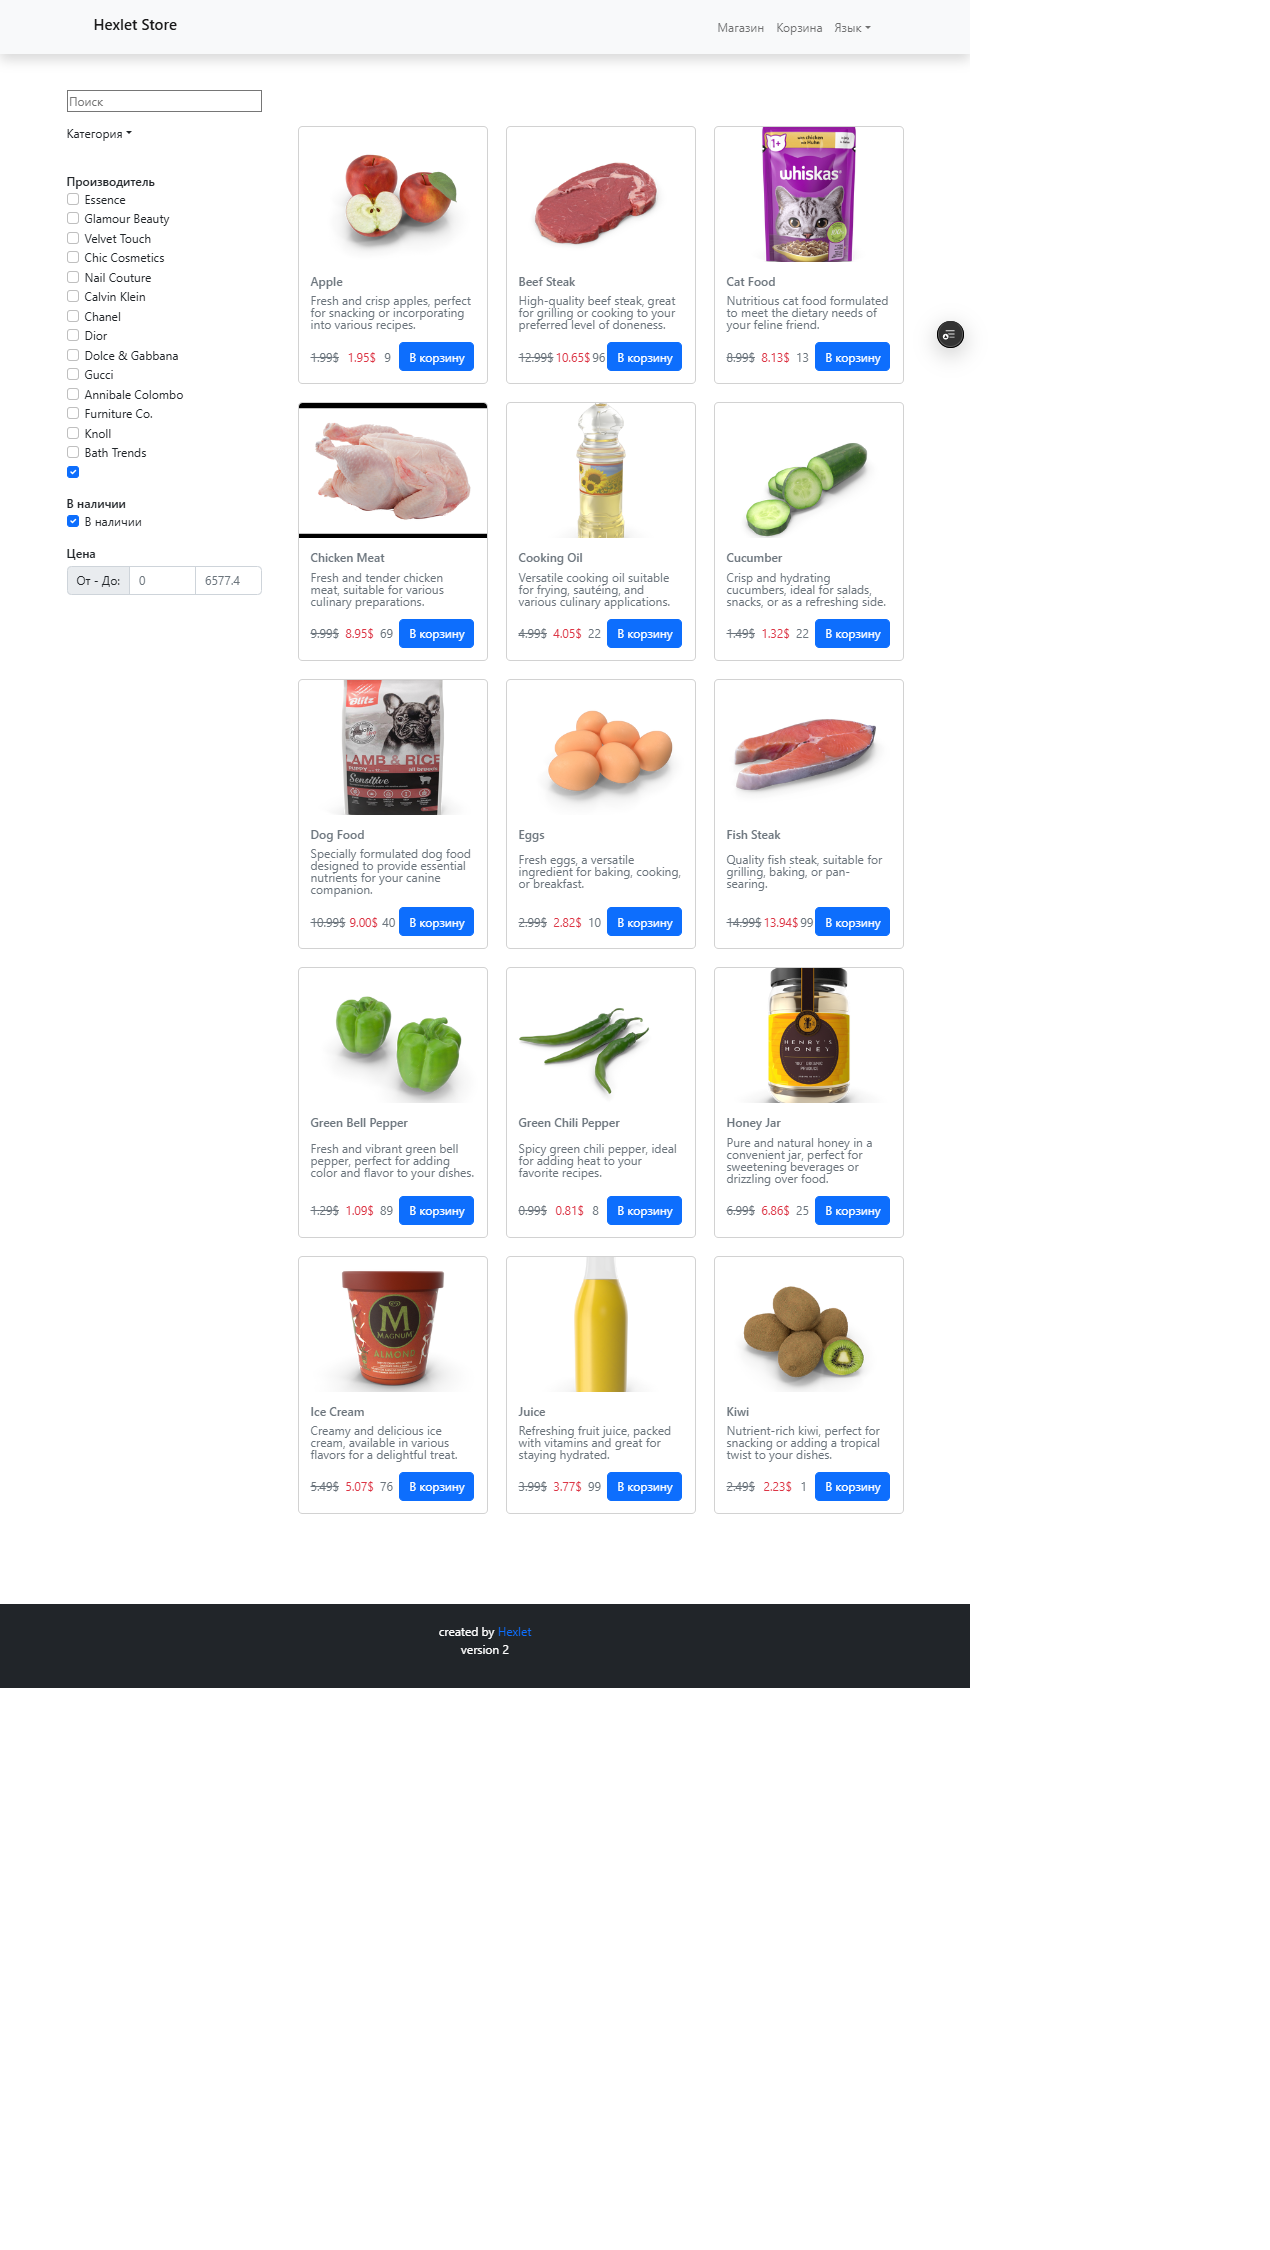 Hexlet Store
Магазин Корзина Язык
Поиск
Категория
Производитель
Essence
Glamour Beauty
Velvet Touch
Chic Cosmetics
Nail Couture
Calvin Klein
Chanel
Dior
Dolce & Gabbana
Gucci
Annibale Colombo
Furniture Co.
Knoll
Bath Trends
В наличии
В наличии
Цена
От - До: 0 6577.4
Apple
Fresh and crisp apples, perfect
for snacking or incorporating
into various recipes.
1.99$ 1.95$ 9 В корзину
Beef Steak
High-quality beef steak, great
for grilling or cooking to your
preferred level of doneness.
12.99$ 10.65$ 96 В корзину
1+
with chicken
mit Huhn
whiskas
Cat Food
Nutritious cat food formulated
to meet the dietary needs of
your feline friend.
8.99$ 8.13$ 13 В корзину
Chicken Meat
Fresh and tender chicken
meat, suitable for various
culinary preparations.
9.99$ 8.95$ 69 В корзину
Cooking Oil
Versatile cooking oil suitable
for frying, sautéing, and
various culinary applications.
4.99$ 4.05$ 22 В корзину
Cucumber
Crisp and hydrating
cucumbers, ideal for salads,
snacks, or as a refreshing side.
1.49$ 1.32$ 22 В корзину
Blitz
LAMB & RICE
puppy all breeds
Sensitive
Dog Food
Specially formulated dog food
designed to provide essential
nutrients for your canine
companion.
10.99$ 9.00$ 40 В корзину
Eggs
Fresh eggs, a versatile
ingredient for baking, cooking,
or breakfast.
2.99$ 2.82$ 10 В корзину
Fish Steak
Quality fish steak, suitable for
grilling, baking, or pan-
searing.
14.99$ 13.94$ 99 В корзину
Green Bell Pepper
Fresh and vibrant green bell
pepper, perfect for adding
color and flavor to your dishes.
1.29$ 1.09$ 89 В корзину
Green Chili Pepper
Spicy green chili pepper, ideal
for adding heat to your
favorite recipes.
0.99$ 0.81$ 8 В корзину
HENRY'S
HONEY
Honey Jar
Pure and natural honey in a
convenient jar, perfect for
sweetening beverages or
drizzling over food.
6.99$ 6.86$ 25 В корзину
M
MAGNUM
ALMOND
Ice Cream
Creamy and delicious ice
cream, available in various
flavors for a delightful treat.
5.49$ 5.07$ 76 В корзину
Juice
Refreshing fruit juice, packed
with vitamins and great for
staying hydrated.
3.99$ 3.77$ 99 В корзину
Kiwi
Nutrient-rich kiwi, perfect for
snacking or adding a tropical
twist to your dishes.
2.49$ 2.23$ 1 В корзину
created by Hexlet
version 2